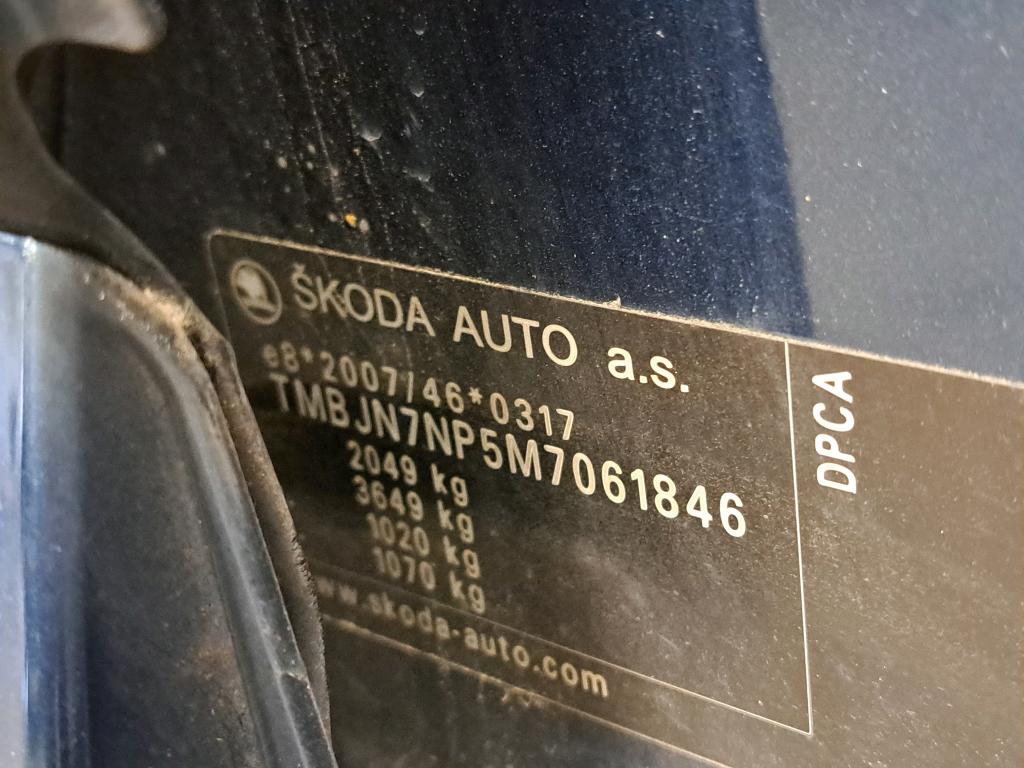 ŠKODA AUTO a.s.
e8*2007/46*0317
TMBJN7NP5M7061846
2049 kg
3649 kg
1020 kg
1070 kg
www.skoda-auto.com
DPCA